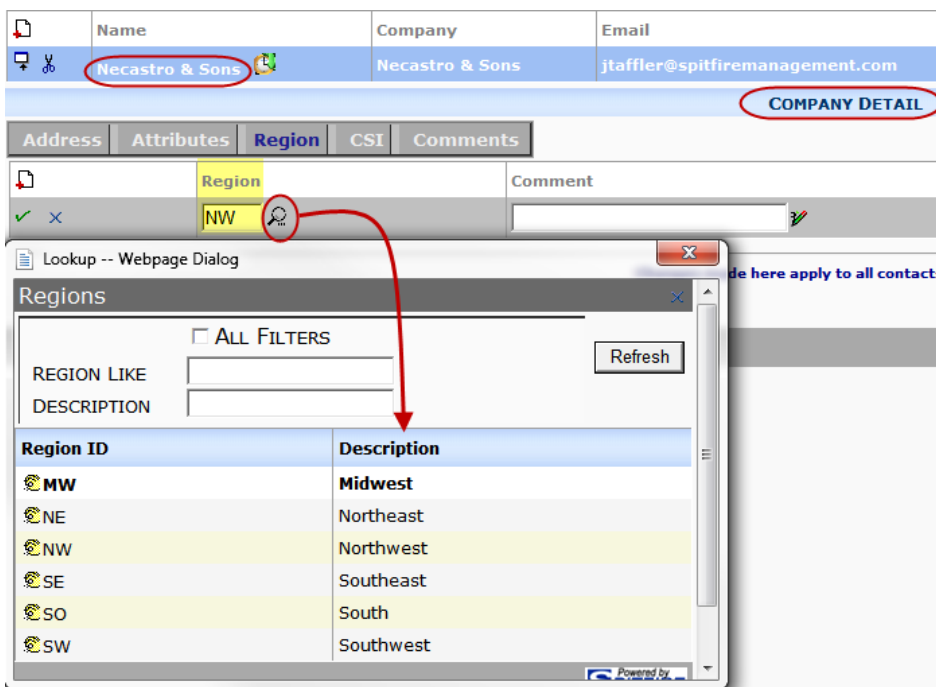 Name Company Email
Necastro & Sons Necastro & Sons jtaffler@spitfiremanagement.com
COMPANY DETAIL
Address Attributes Region CSI Comments
Region Comment
NW
Lookup -- Webpage Dialog
de here apply to all contacts
Regions
ALL FILTERS
Refresh
REGION LIKE
DESCRIPTION
Region ID Description
MW Midwest
NE Northeast
NW Northwest
SE Southeast
SO South
SW Southwest
Powered by